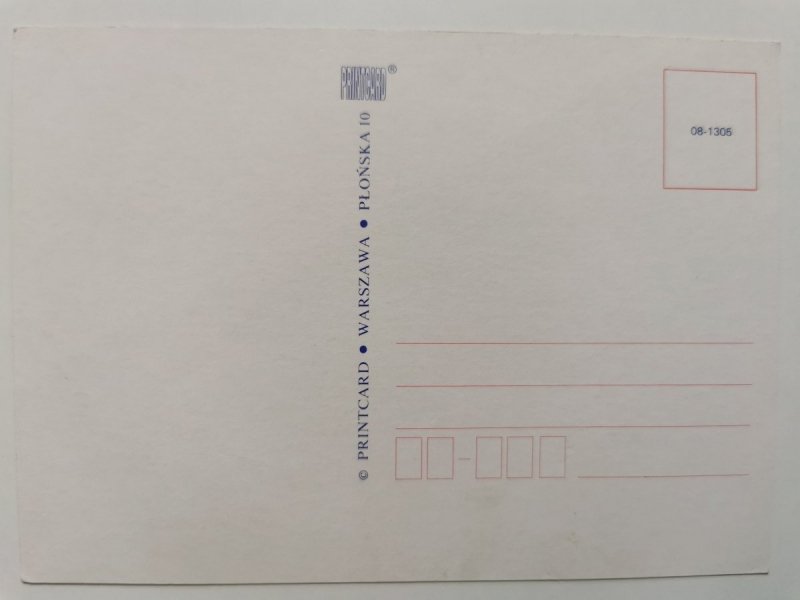 PRINTCARD®
© PRINTCARD • WARSZAWA • PŁOŃSKA 10
08-1305